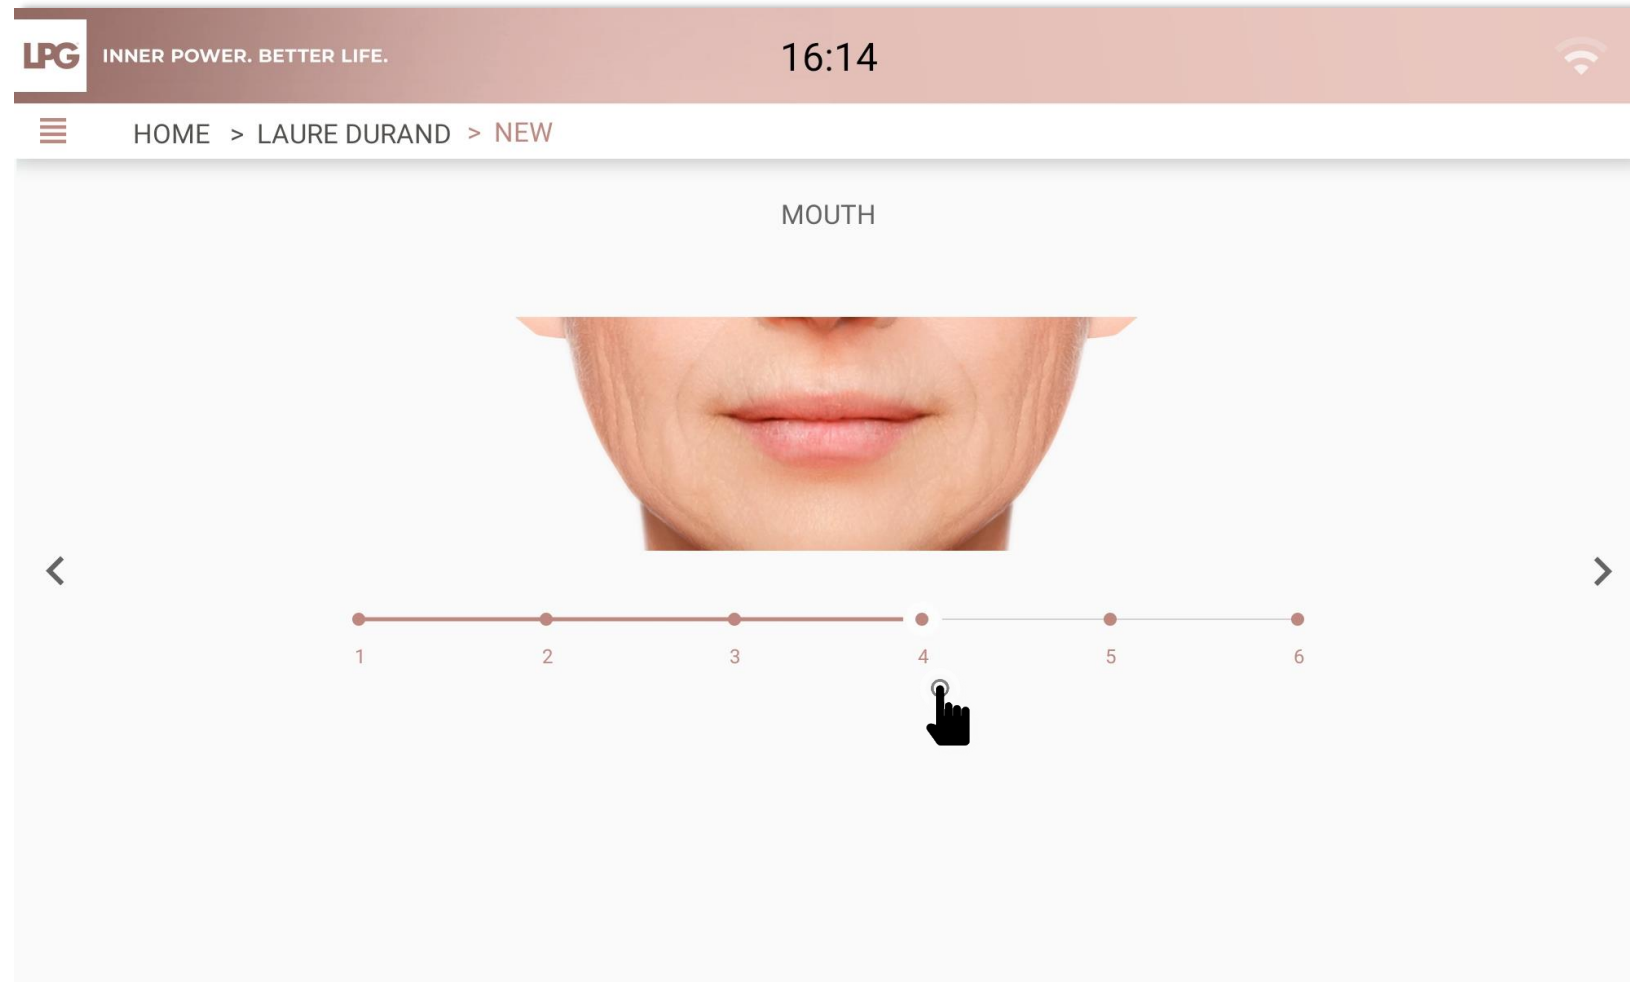 LPG INNER POWER. BETTER LIFE. 16:14
HOME > LAURE DURAND > NEW
MOUTH
1 2 3 4 5 6